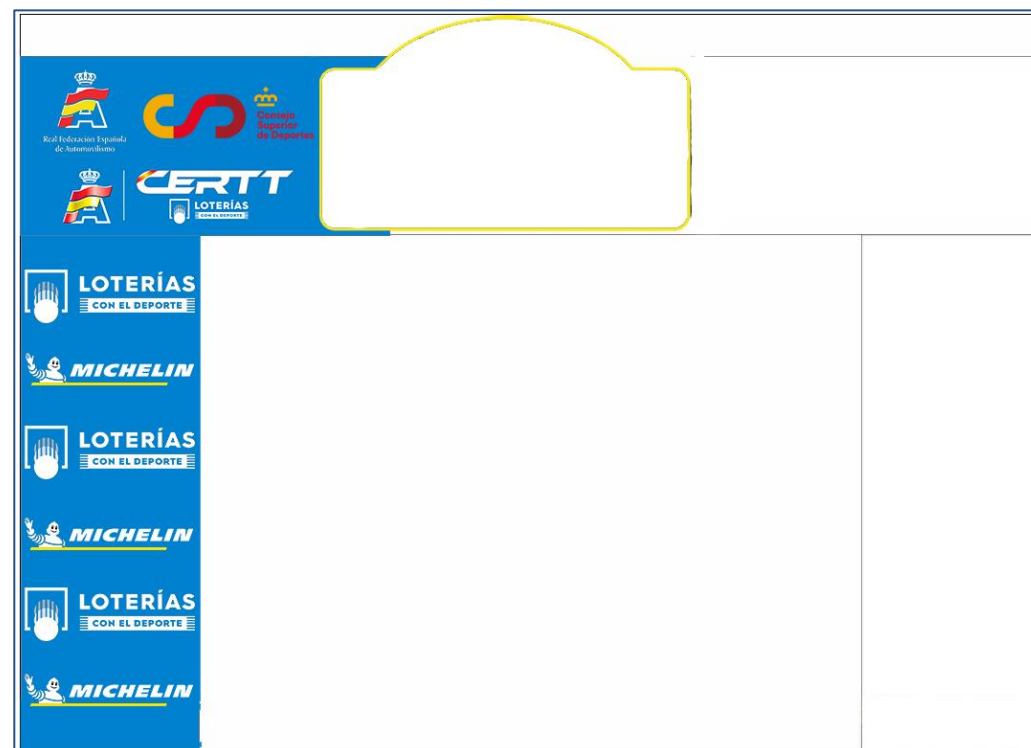 Real Federación Española
de Automovilismo
Consejo
Superior
de Deportes
CERTT
LOTERÍAS
CON EL DEPORTE
LOTERÍAS
CON EL DEPORTE
MICHELIN
LOTERÍAS
CON EL DEPORTE
MICHELIN
LOTERÍAS
CON EL DEPORTE
MICHELIN